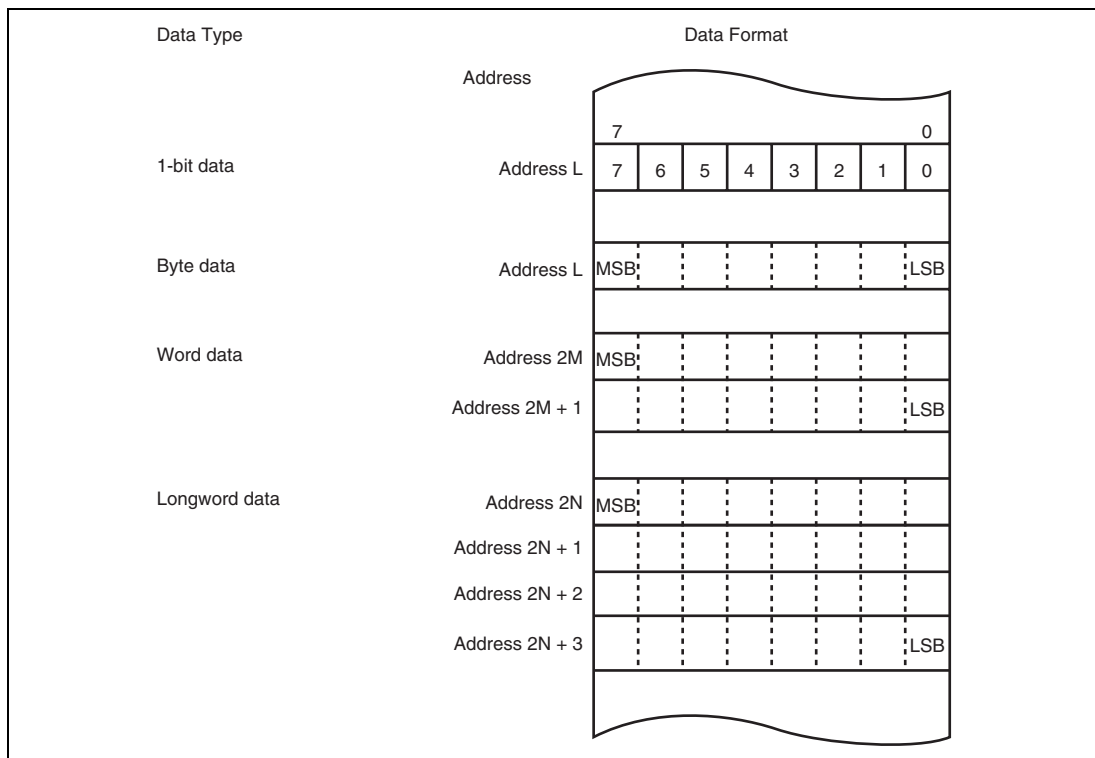 Data Type Data Format
Address
7 0
1-bit data Address L 7 6 5 4 3 2 1 0
Byte data Address L MSB LSB
Word data Address 2M MSB
Address 2M + 1 LSB
Longword data Address 2N MSB
Address 2N + 1
Address 2N + 2
Address 2N + 3 LSB